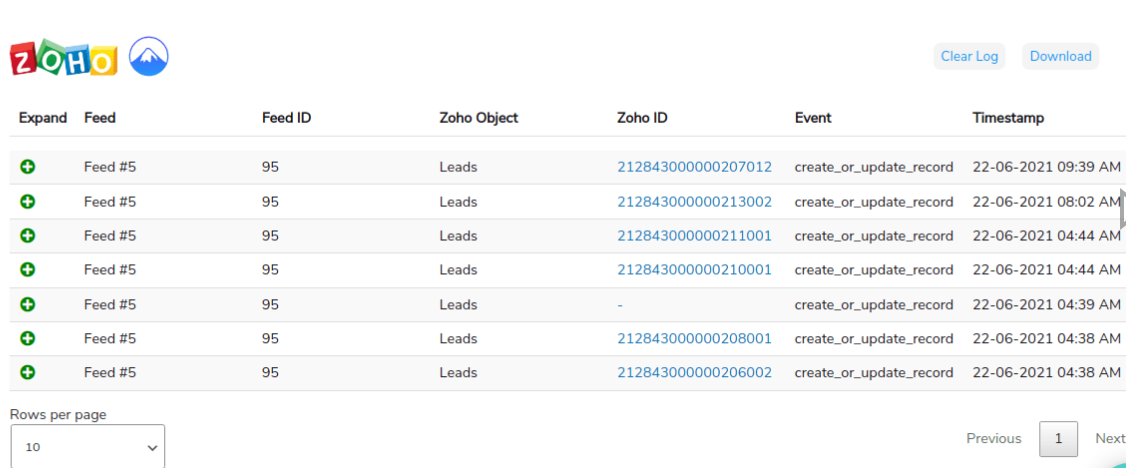 ZOHO
Clear Log Download
Expand Feed Feed ID Zoho Object Zoho ID Event Timestamp
Feed #5 95 Leads 212843000000207012 create_or_update_record 22-06-2021 09:39 AM
Feed #5 95 Leads 212843000000213002 create_or_update_record 22-06-2021 08:02 AM
Feed #5 95 Leads 212843000000211001 create_or_update_record 22-06-2021 04:44 AM
Feed #5 95 Leads 212843000000210001 create_or_update_record 22-06-2021 04:44 AM
Feed #5 95 Leads - create_or_update_record 22-06-2021 04:39 AM
Feed #5 95 Leads 212843000000208001 create_or_update_record 22-06-2021 04:38 AM
Feed #5 95 Leads 212843000000206002 create_or_update_record 22-06-2021 04:38 AM
Rows per page
10
Previous 1 Next